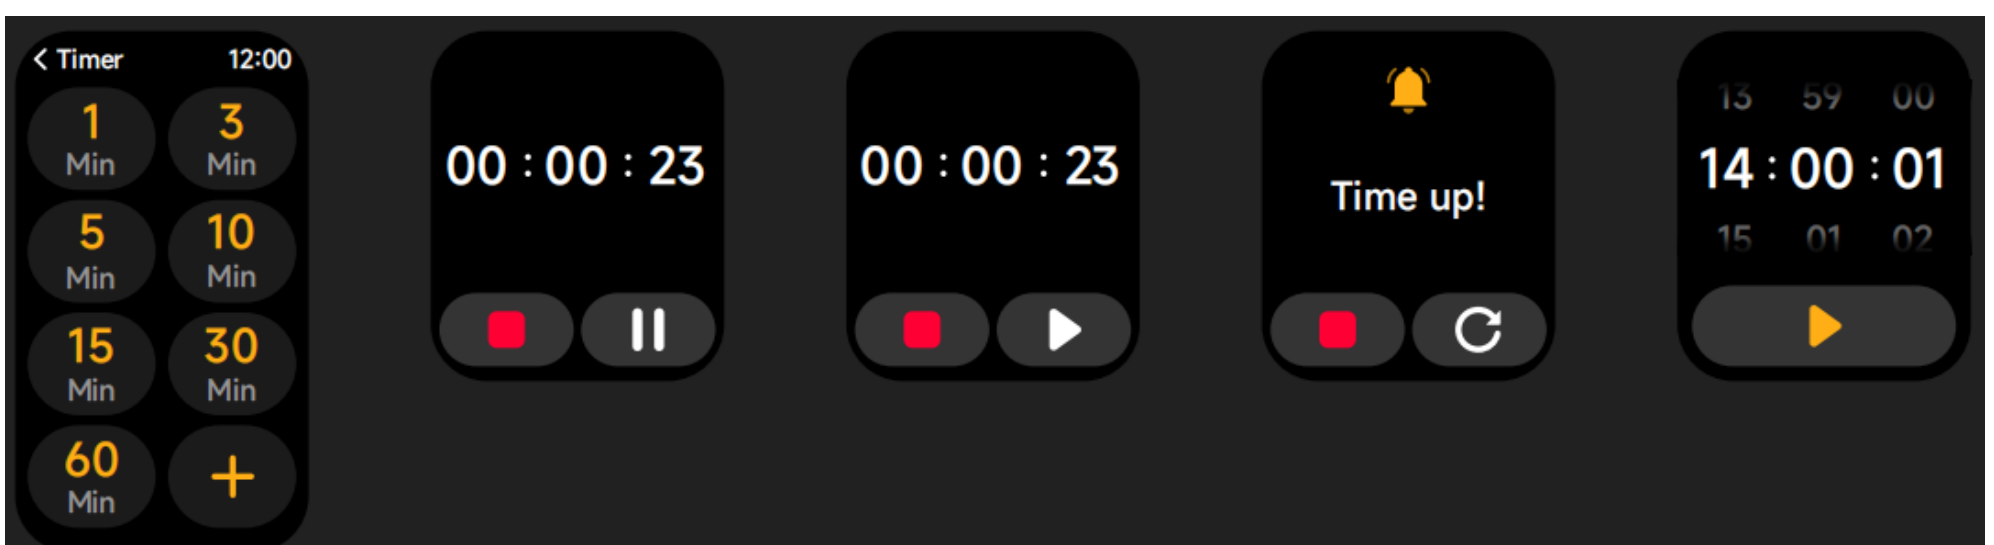 < Timer 12:00
1 3
Min Min
5 10
Min Min
15 30
Min Min
60 +
Min
00 : 00 : 23
00 : 00 : 23
Time up!
13 59 00
14 : 00 : 01
15 01 02